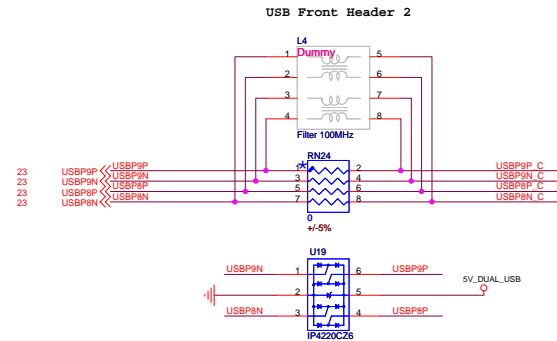 USB Front Header 2
L4
Dummy
1 5
2 6
3 7
4 8
Filter 100MHz
RN24
23 USBP9P USBP9P 1 2 USBP9P_C
23 USBP9N USBP9N 3 4 USBP9N_C
23 USBP8P USBP8P 5 6 USBP8P_C
23 USBP8N USBP8N 7 8 USBP8N_C
0
+/-5%
U19
USBP9N 1 6 USBP9P
2 5 5V_DUAL_USB
USBP8N 3 4 USBP8P
IP4220CZ6